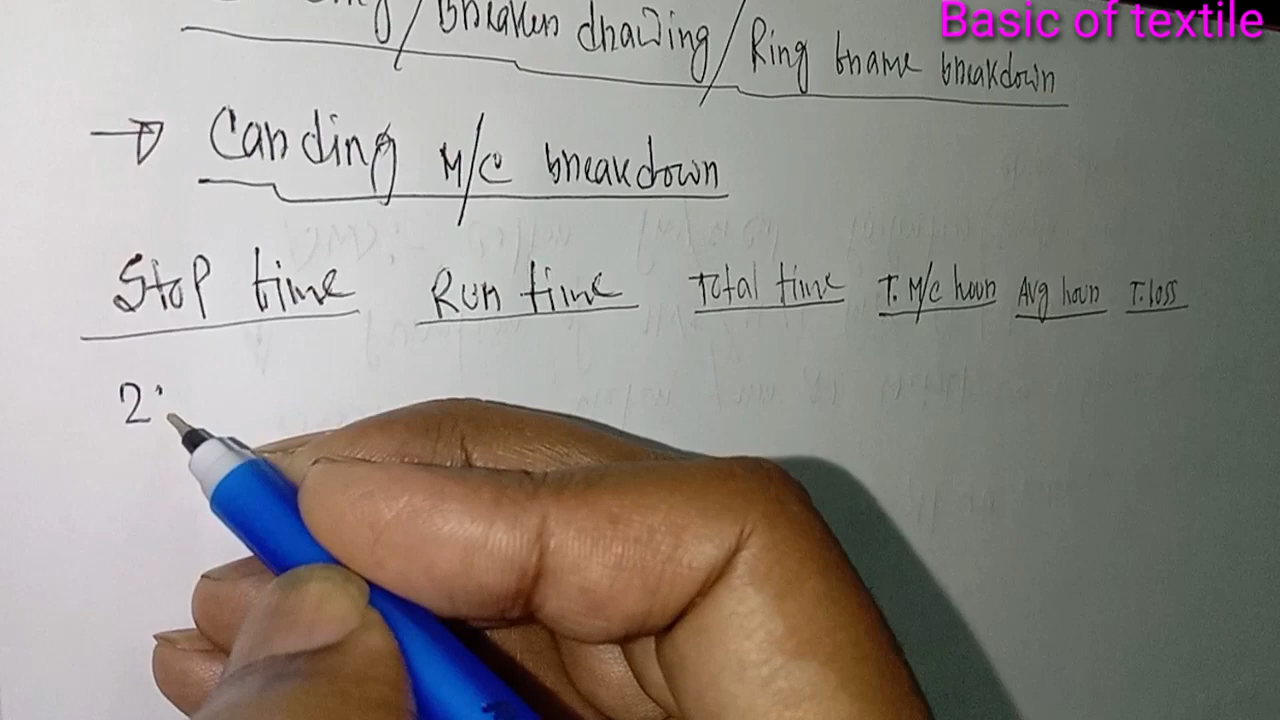 Basic of textile
/ breaker drawing / Ring frame breakdown
→ Carding M/C breakdown
Stop time Run time Total time T. M/C hour Avg hour T. loss
2: